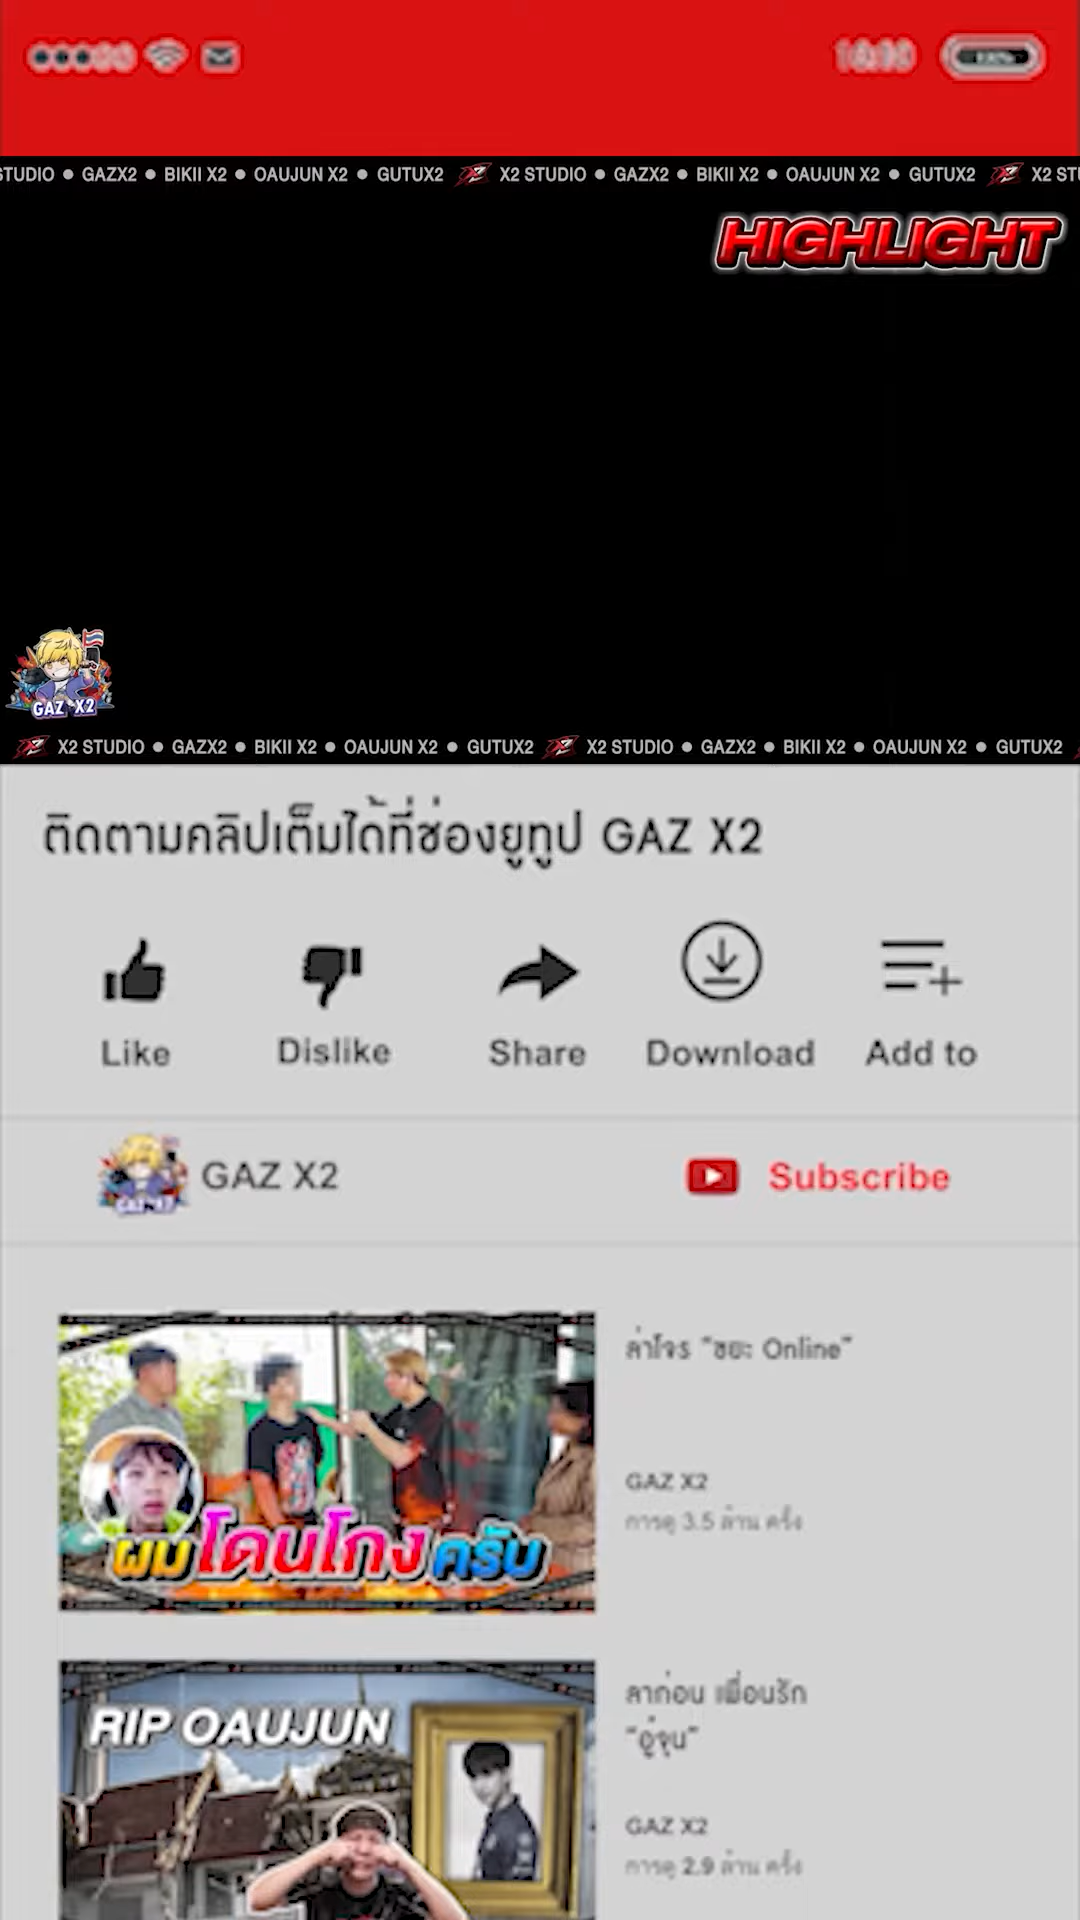 STUDIO ● GAZX2 ● BIKII X2 ● OAUJUN X2 ● GUTUX2 X2 STUDIO ● GAZX2 ● BIKII X2 ● OAUJUN X2 ● GUTUX2 X2 ST
HIGHLIGHT
GAZ X2
X2 STUDIO ● GAZX2 ● BIKII X2 ● OAUJUN X2 ● GUTUX2 X2 STUDIO ● GAZX2 ● BIKII X2 ● OAUJUN X2 ● GUTUX2
ติดตามคลิปเต็มได้ที่ช่องยูทูป GAZ X2
Like Dislike Share Download Add to
GAZ X2
GAZ X2 Subscribe
ล่าโจร "ขยะ Online"
GAZ X2
การดู 3.5 ล้าน ครั้ง
ผมโดนโกงครับ
RIP OAUJUN
ลาก่อน เพื่อนรัก
"อู๋จุน"
GAZ X2
การดู 2.9 ล้าน ครั้ง